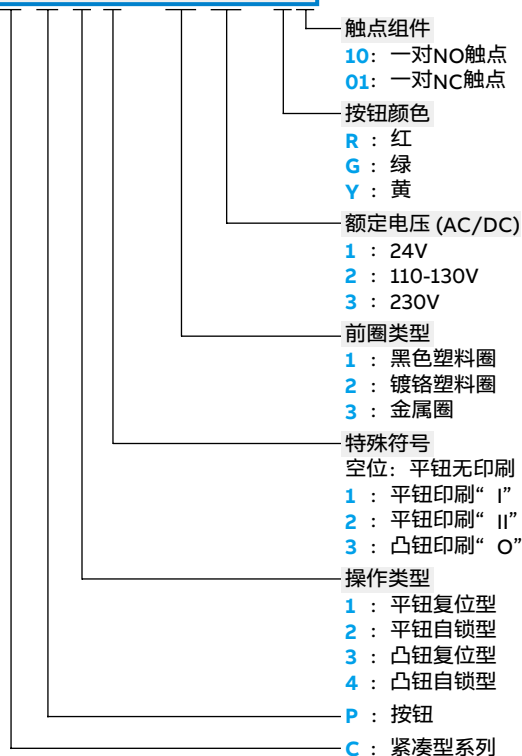 触点组件
10：一对NO触点
01：一对NC触点
按钮颜色
R：红
G：绿
Y：黄
额定电压 (AC/DC)
1：24V
2：110-130V
3：230V
前圈类型
1：黑色塑料圈
2：镀铬塑料圈
3：金属圈
特殊符号
空位：平钮无印刷
1：平钮印刷“ I”
2：平钮印刷“ II”
3：凸钮印刷“ O”
操作类型
1：平钮复位型
2：平钮自锁型
3：凸钮复位型
4：凸钮自锁型
P：按钮
C：紧凑型系列